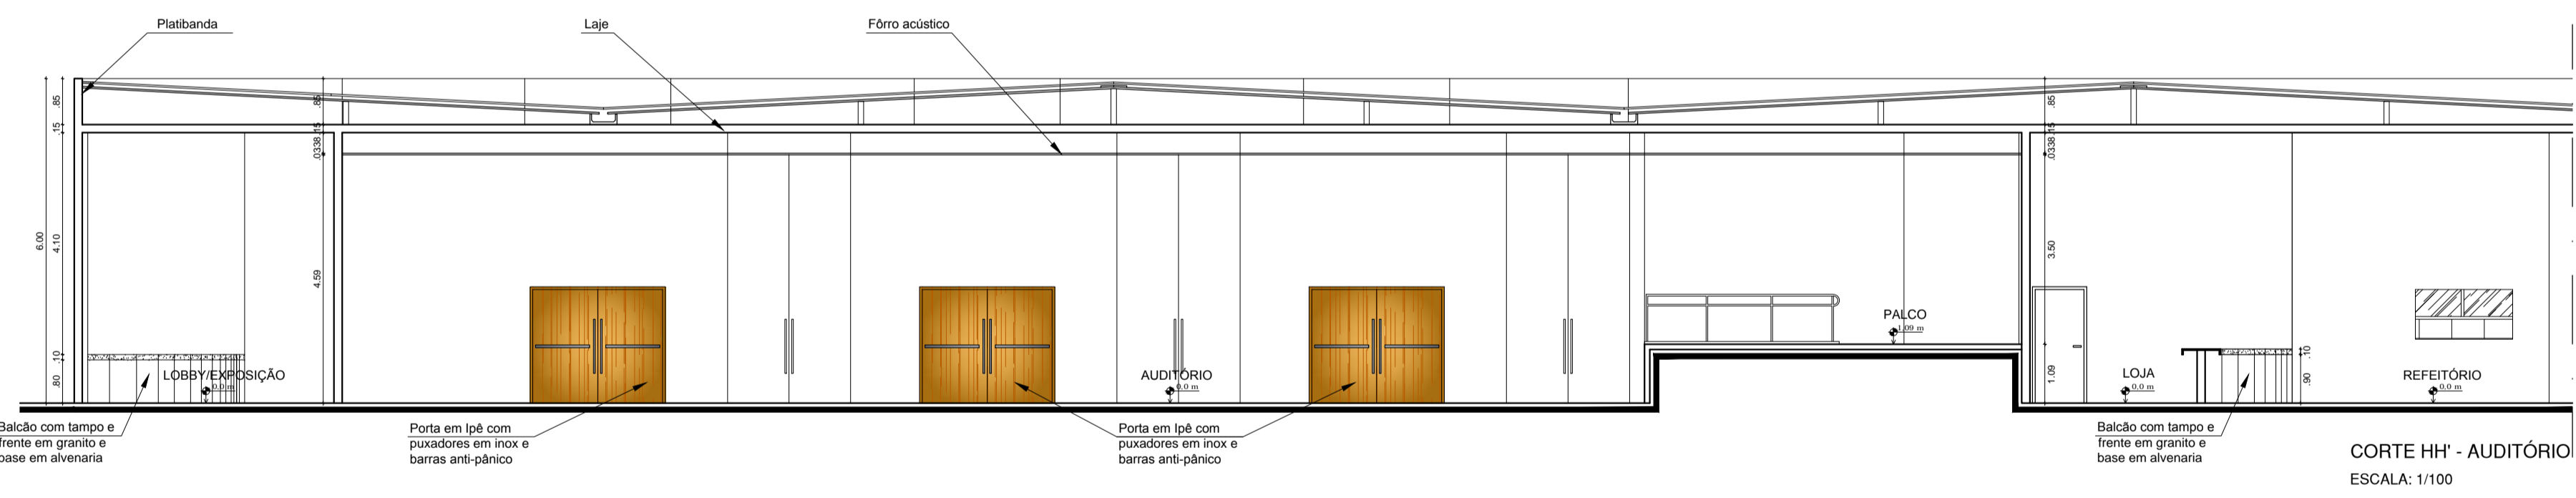 Platibanda
Laje
Fôrro acústico
.85
.15
6.00
4.10
.10
.80
.85
.15
.0338
4.59
.85
.15
.0338
3.50
1.09
.10
.90
LOBBY/EXPOSIÇÃO
0.0 m
AUDITÓRIO
0.0 m
PALCO
1.09 m
LOJA
0.0 m
REFEITÓRIO
0.0 m
Balcão com tampo e
frente em granito e
base em alvenaria
Porta em Ipê com
puxadores em inox e
barras anti-pânico
Porta em Ipê com
puxadores em inox e
barras anti-pânico
Balcão com tampo e
frente em granito e
base em alvenaria
CORTE HH' - AUDITÓRIO
ESCALA: 1/100